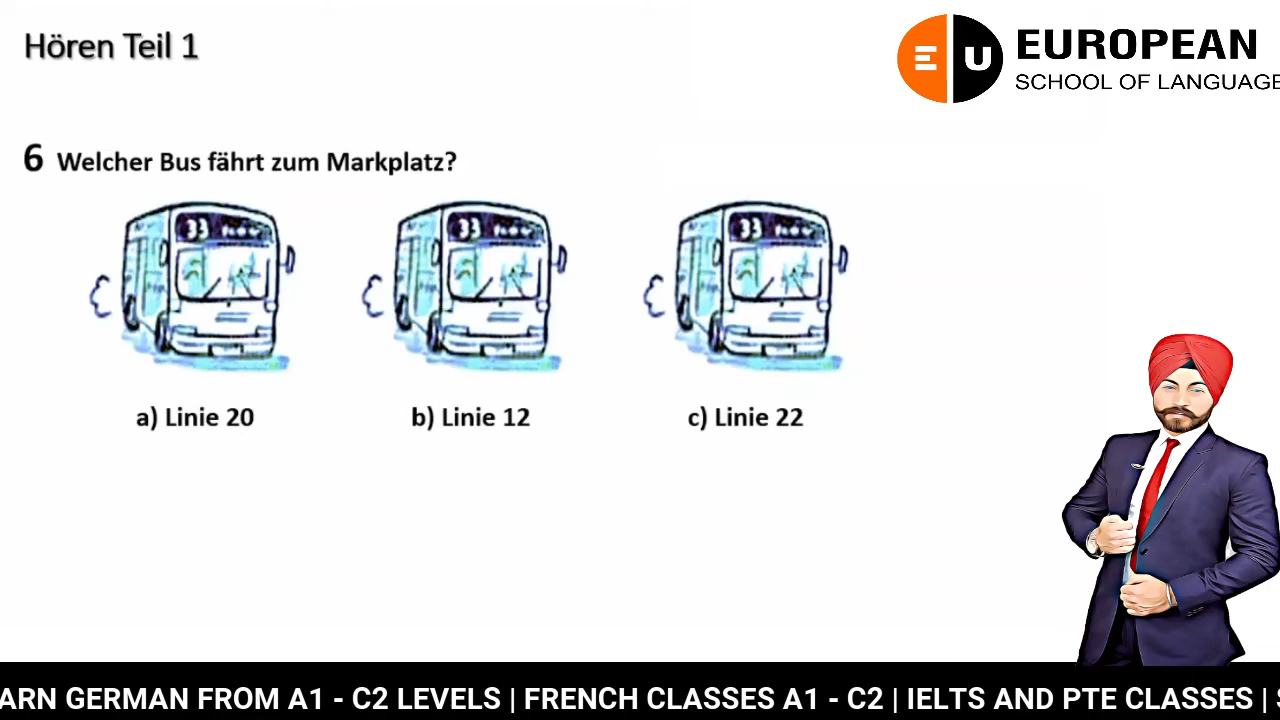 Hören Teil 1
E U EUROPEAN
SCHOOL OF LANGUAGE
6 Welcher Bus fährt zum Markplatz?
33
33
33
a) Linie 20
b) Linie 12
c) Linie 22
ARN GERMAN FROM A1 - C2 LEVELS | FRENCH CLASSES A1 - C2 | IELTS AND PTE CLASSES |